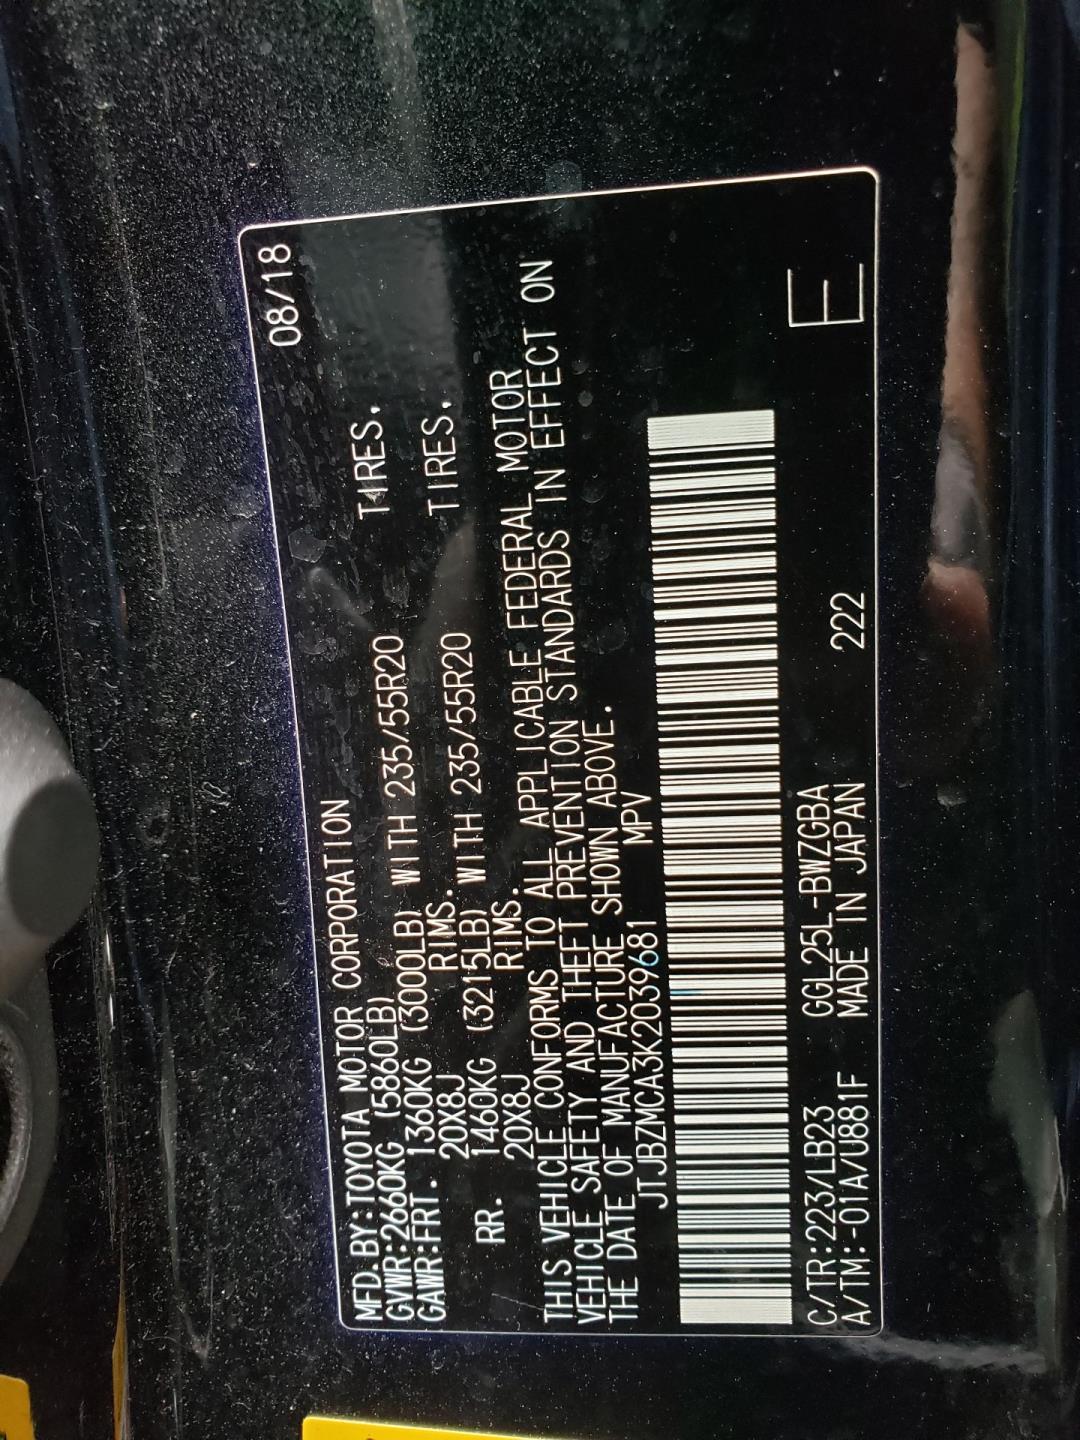 MFD.BY:TOYOTA MOTOR CORPORATION 08/18
GVWR:2660KG (5860LB)
GAWR:FRT. 1360KG (3000LB) WITH 235/55R20 TIRES.
20X8J RIMS.
RR. 1460KG (3215LB) WITH 235/55R20 TIRES.
20X8J RIMS.
THIS VEHICLE CONFORMS TO ALL APPLICABLE FEDERAL MOTOR
VEHICLE SAFETY AND THEFT PREVENTION STANDARDS IN EFFECT ON
THE DATE OF MANUFACTURE SHOWN ABOVE.
JTJBZMCA3K2039681 MPV
C/TR:223/LB23 GGL25L-BWZGBA
A/TM:-01A/U881F MADE IN JAPAN 222 E